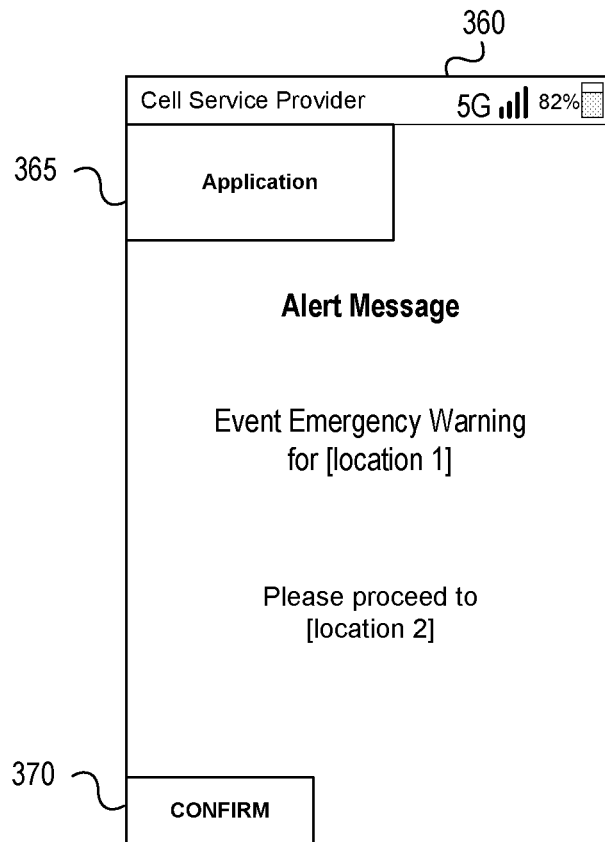 360
Cell Service Provider 5G 82%
365
Application
Alert Message
Event Emergency Warning
for [location 1]
Please proceed to
[location 2]
370
CONFIRM